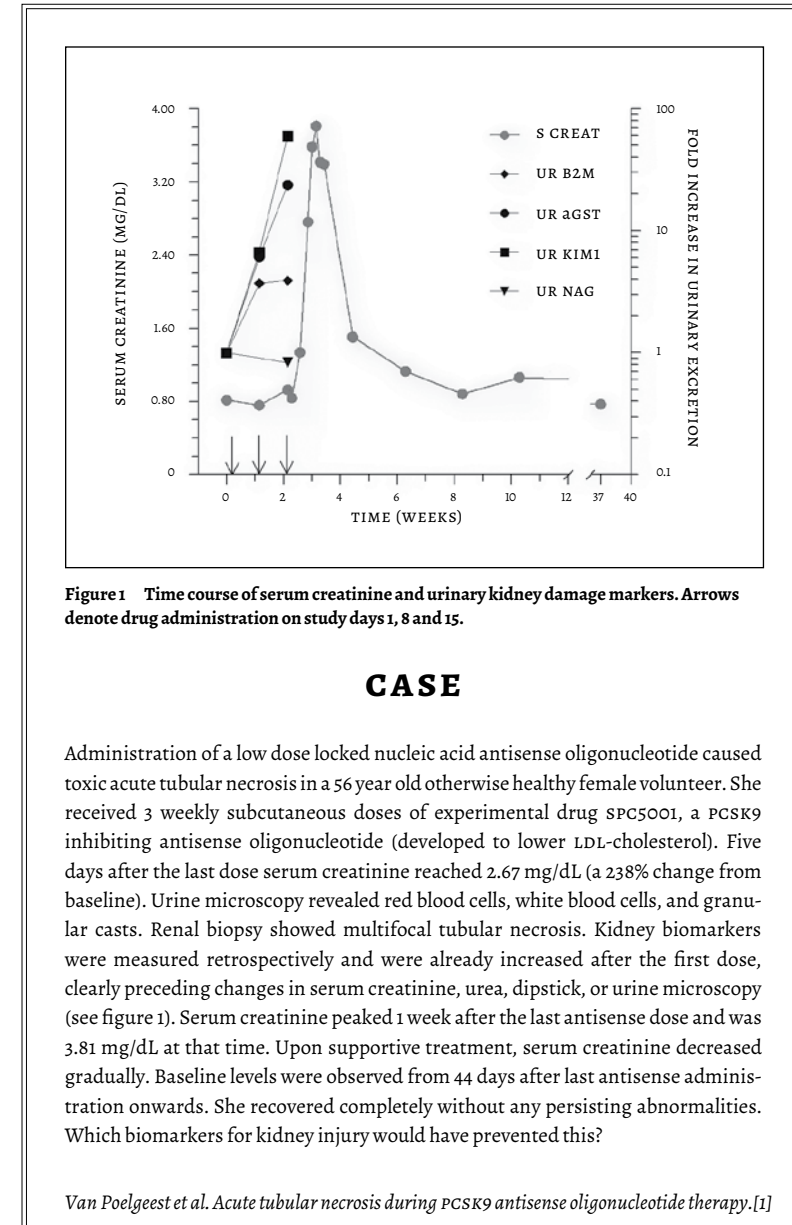 4.00
3.20
2.40
1.60
0.80
0
SERUM CREATININE (MG/DL)
S CREAT
UR B2M
UR aGST
UR KIM1
UR NAG
100
10
1
0.1
FOLD INCREASE IN URINARY EXCRETION
0 2 4 6 8 10 12 37 40
TIME (WEEKS)
Figure 1 Time course of serum creatinine and urinary kidney damage markers. Arrows
denote drug administration on study days 1, 8 and 15.
CASE
Administration of a low dose locked nucleic acid antisense oligonucleotide caused
toxic acute tubular necrosis in a 56 year old otherwise healthy female volunteer. She
received 3 weekly subcutaneous doses of experimental drug SPC5001, a PCSK9
inhibiting antisense oligonucleotide (developed to lower LDL-cholesterol). Five
days after the last dose serum creatinine reached 2.67 mg/dL (a 238% change from
baseline). Urine microscopy revealed red blood cells, white blood cells, and granu-
lar casts. Renal biopsy showed multifocal tubular necrosis. Kidney biomarkers
were measured retrospectively and were already increased after the first dose,
clearly preceding changes in serum creatinine, urea, dipstick, or urine microscopy
(see figure 1). Serum creatinine peaked 1 week after the last antisense dose and was
3.81 mg/dL at that time. Upon supportive treatment, serum creatinine decreased
gradually. Baseline levels were observed from 44 days after last antisense adminis-
tration onwards. She recovered completely without any persisting abnormalities.
Which biomarkers for kidney injury would have prevented this?
Van Poelgeest et al. Acute tubular necrosis during PCSK9 antisense oligonucleotide therapy.[1]